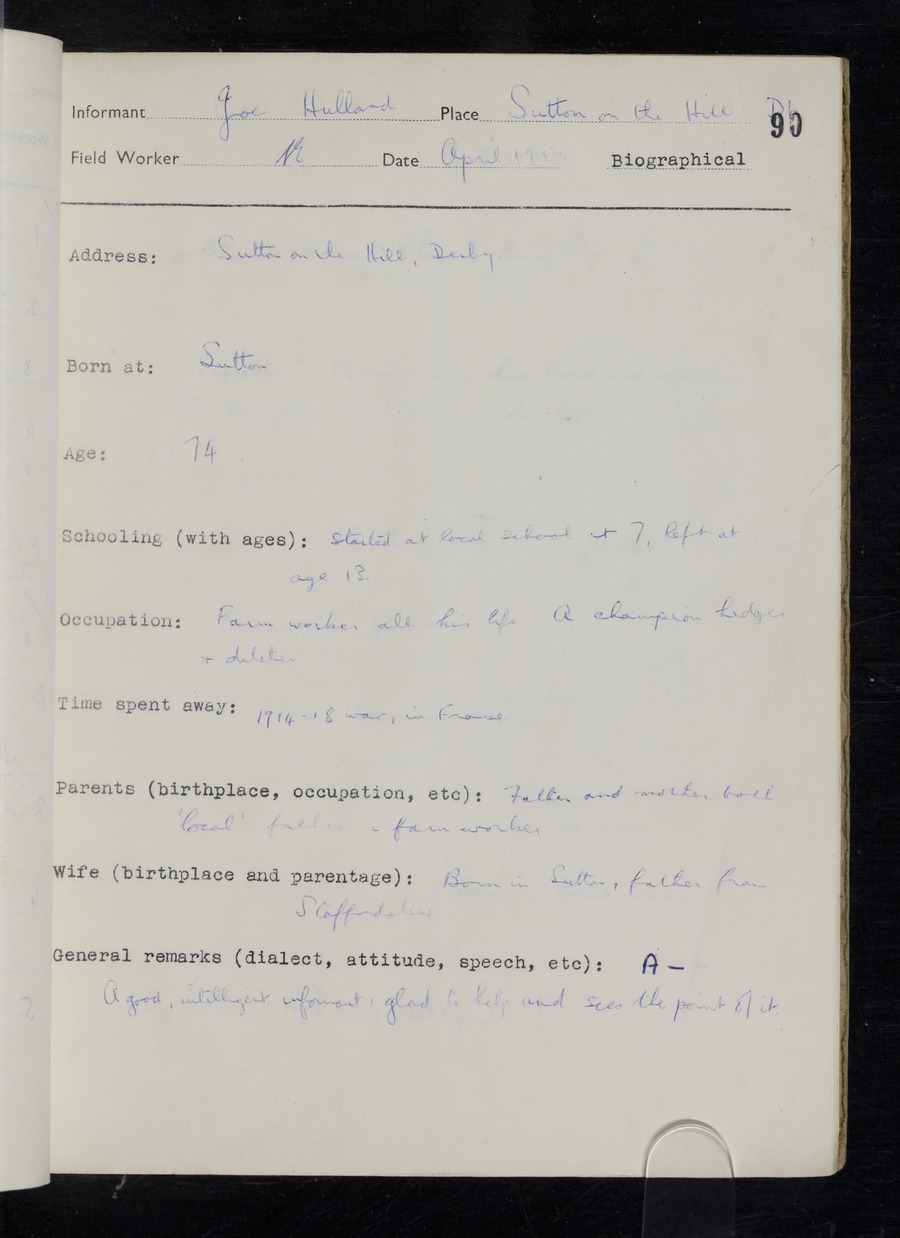 Informant Joe Hulland Place Sutton on the Hill Db
90
Field Worker Date April Biographical
Address: Sutton on the Hill, Derby
Born at: Sutton
Age: 74
Schooling (with ages): Started at local school at 7, left at
age 13.
Occupation: Farm worker all his life A champion hedger
+
Time spent away: 1914-18 war, in France
Parents (birthplace, occupation, etc): Father and mother both
'local' father a farm worker
Wife (birthplace and parentage): Born in Sutton, father from
Staffordshire
General remarks (dialect, attitude, speech, etc): A-
A good, intelligent informant, glad to help and sees the point of it.